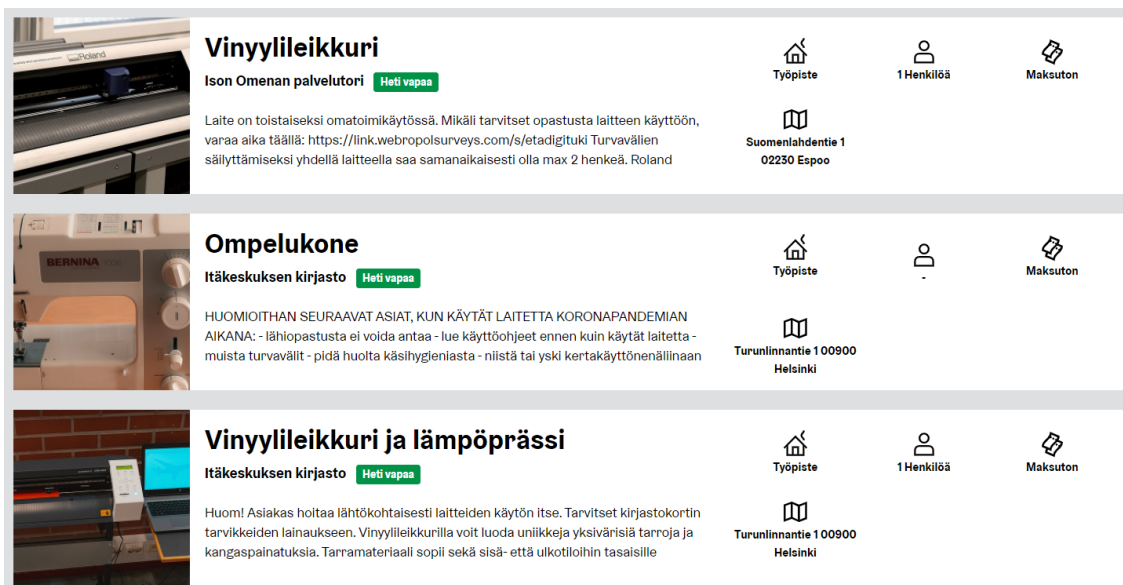 Roland
Vinyylileikkuri
Ison Omenan palvelutori Heti vapaa
Laite on toistaiseksi omatoimikäytössä. Mikäli tarvitset opastusta laitteen käyttöön,
varaa aika täällä: https://link.webropolsurveys.com/s/etadigituki Turvavälien
säilyttämiseksi yhdellä laitteella saa samanaikaisesti olla max 2 henkeä. Roland
Työpiste
1 Henkilöä
Maksuton
Suomenlahdentie 1
02230 Espoo
BERNINA
Ompelukone
Itäkeskuksen kirjasto Heti vapaa
HUOMIOITHAN SEURAAVAT ASIAT, KUN KÄYTÄT LAITETTA KORONAPANDEMIAN
AIKANA: - lähiopastusta ei voida antaa - lue käyttöohjeet ennen kuin käytät laitetta -
muista turvavälit - pidä huolta käsihygieniasta - niistä tai yski kertakäyttönenäliinaan
Työpiste
-
Maksuton
Turunlinnantie 1 00900
Helsinki
Vinyylileikkuri ja lämpöprässi
Itäkeskuksen kirjasto Heti vapaa
Huom! Asiakas hoitaa lähtökohtaisesti laitteiden käytön itse. Tarvitset kirjastokortin
tarvikkeiden lainaukseen. Vinyylileikkurilla voit luoda uniikkeja yksivärisiä tarroja ja
kangaspainatuksia. Tarramateriaali sopii sekä sisä- että ulkotiloihin tasaisille
Työpiste
1 Henkilöä
Maksuton
Turunlinnantie 1 00900
Helsinki